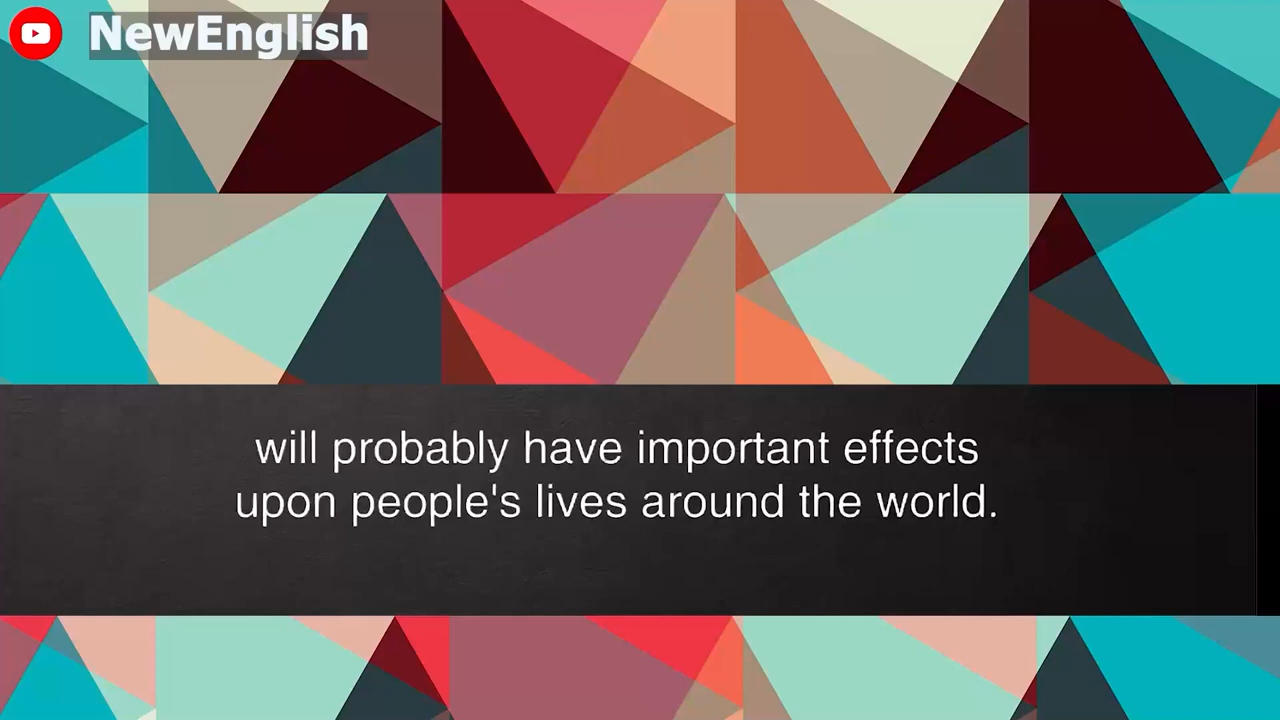 NewEnglish
will probably have important effects
upon people's lives around the world.